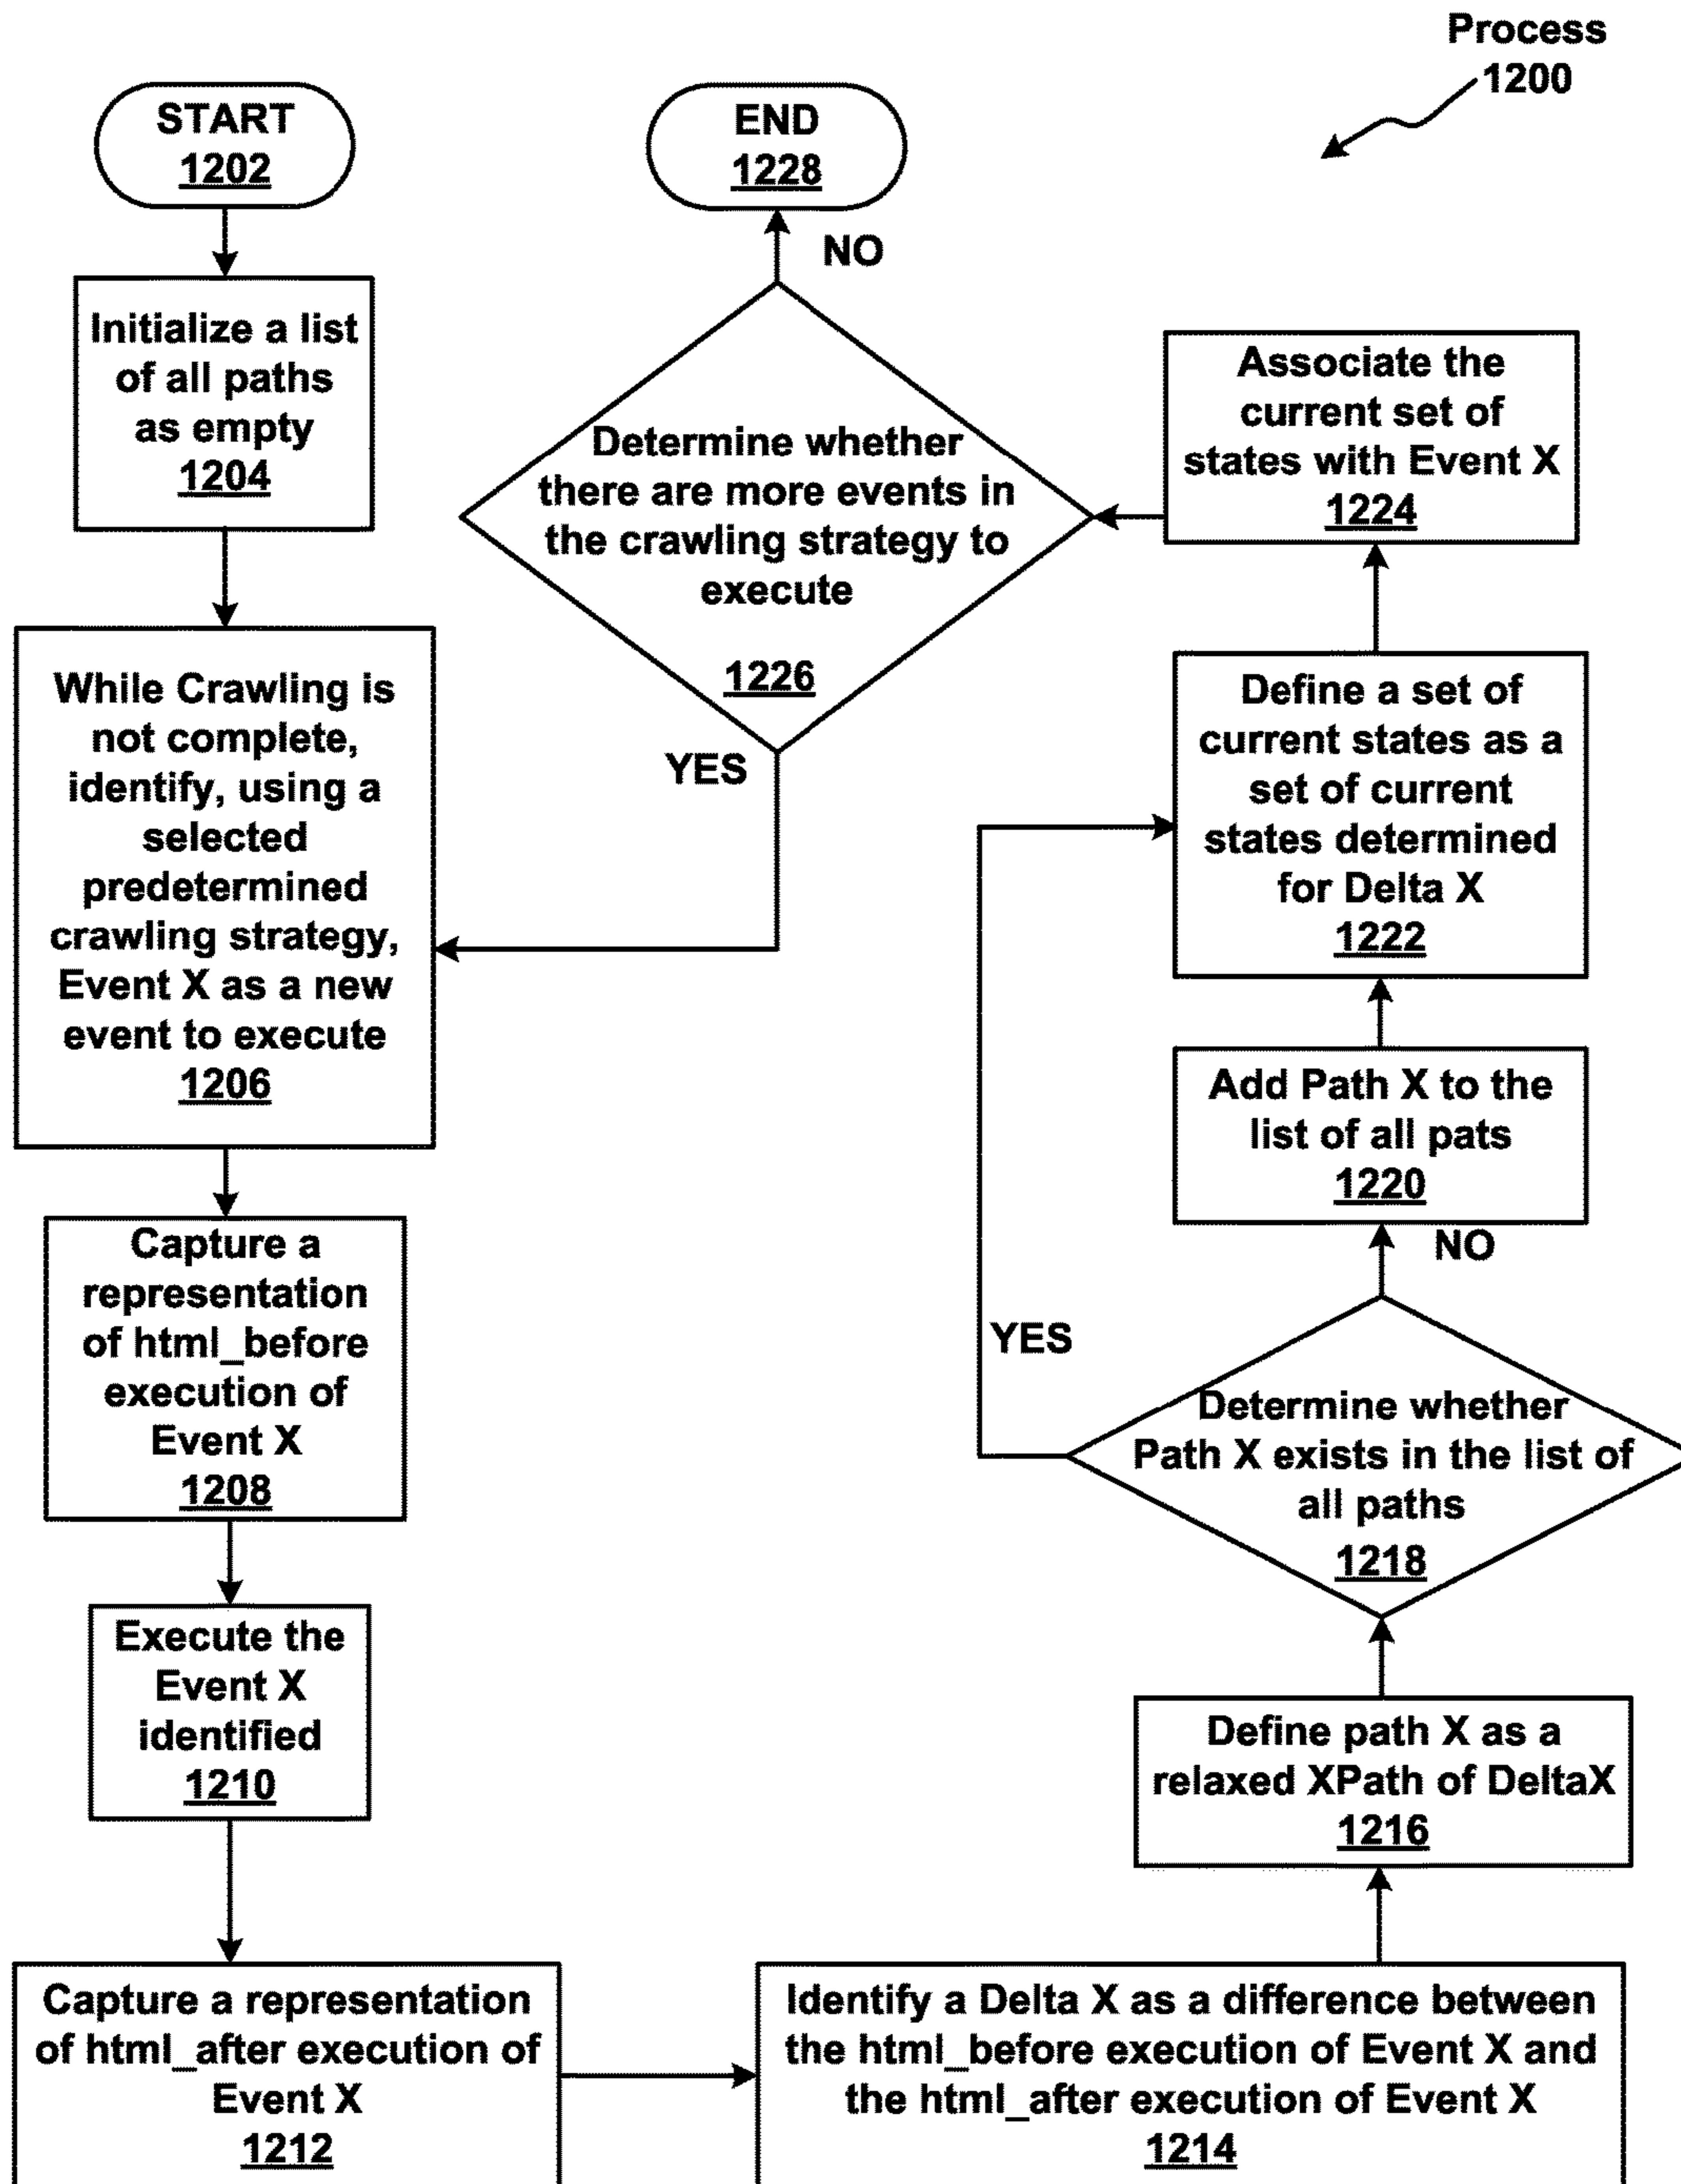 Process
1200
START
1202
Initialize a list
of all paths
as empty
1204
While Crawling is
not complete,
identify, using a
selected
predetermined
crawling strategy,
Event X as a new
event to execute
1206
Capture a
representation
of html_before
execution of
Event X
1208
Execute the
Event X
identified
1210
Capture a representation
of html_after execution of
Event X
1212
Identify a Delta X as a difference between
the html_before execution of Event X and
the html_after execution of Event X
1214
Define path X as a
relaxed XPath of DeltaX
1216
Determine whether
Path X exists in the list of
all paths
1218
YES
NO
Add Path X to the
list of all pats
1220
Define a set of
current states as a
set of current
states determined
for Delta X
1222
Associate the
current set of
states with Event X
1224
Determine whether
there are more events in
the crawling strategy to
execute
1226
YES
NO
END
1228